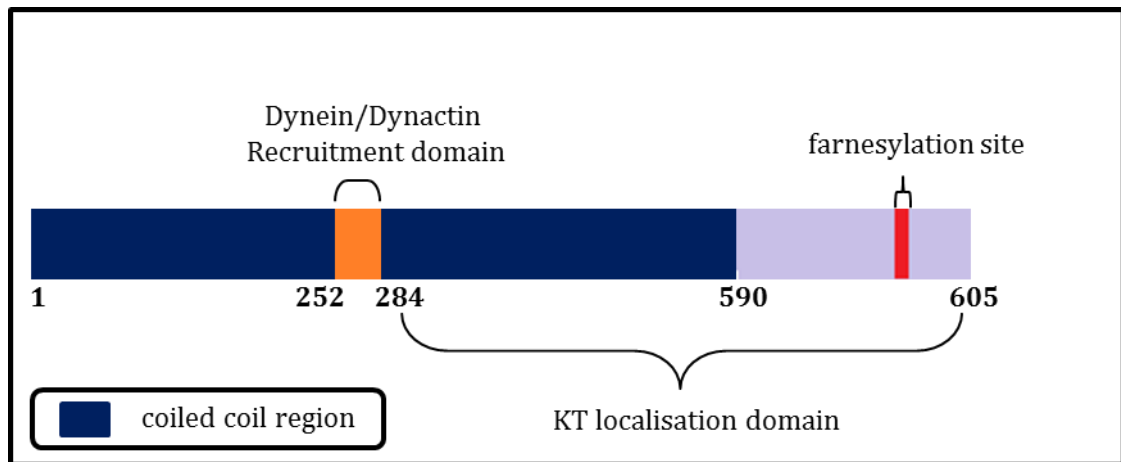 Dynein/Dynactin
Recruitment domain
farnesylation site
1
252
284
590
605
KT localisation domain
coiled coil region